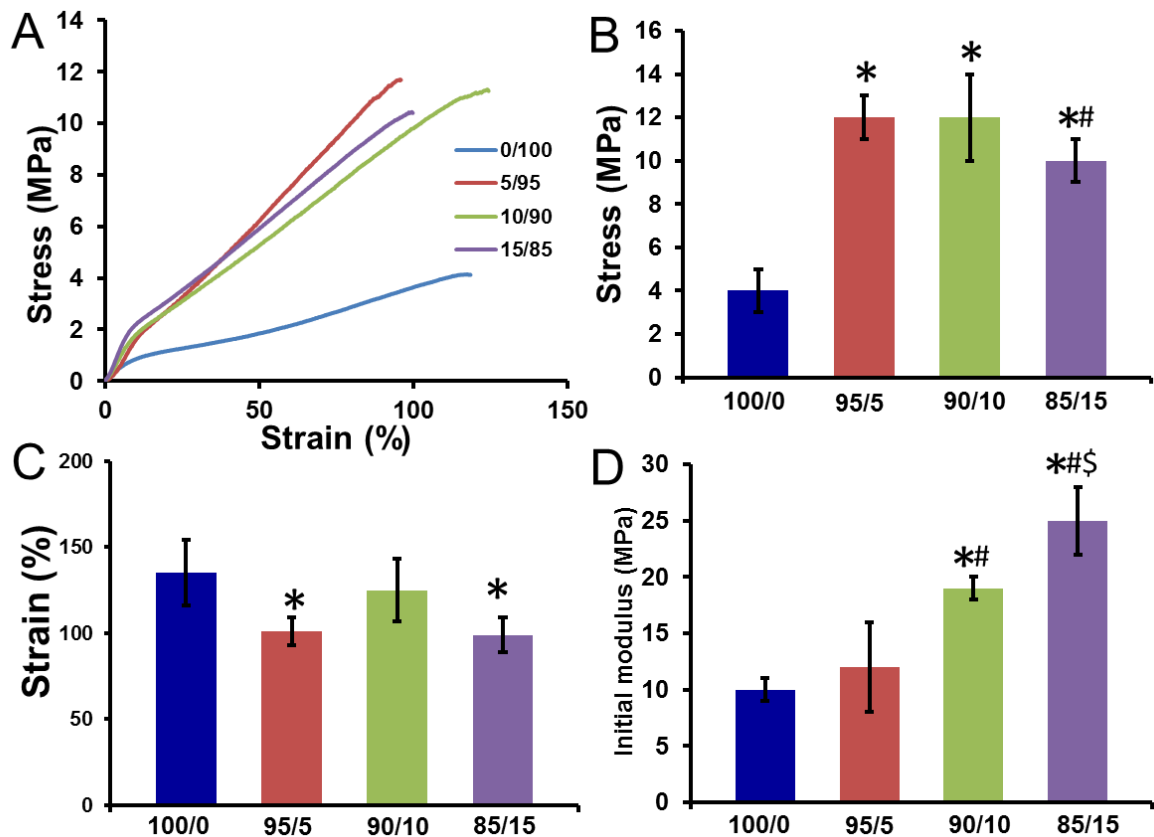 A
Stress (MPa)
14
12
10
8
6
4
2
0
0 50 100 150
Strain (%)
0/100
5/95
10/90
15/85
B
Stress (MPa)
16
14
12
10
8
6
4
2
0
* * *#
100/0 95/5 90/10 85/15
C
Strain (%)
200
150
100
50
0
* *
100/0 95/5 90/10 85/15
D
Initial modulus (MPa)
30
25
20
15
10
5
0
*# *#$
100/0 95/5 90/10 85/15